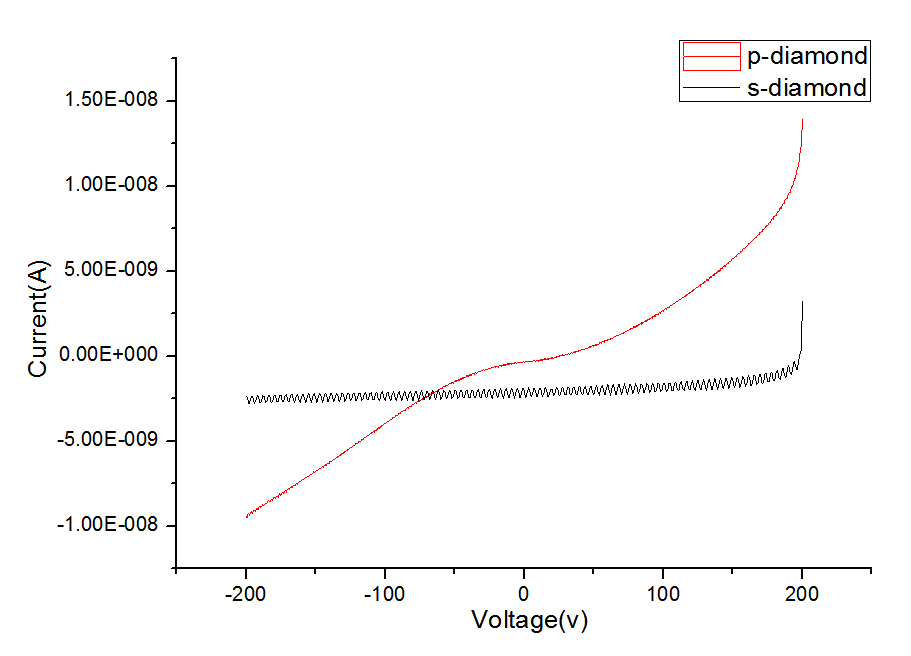 p-diamond
s-diamond
1.50E-008
1.00E-008
5.00E-009
0.00E+000
-5.00E-009
-1.00E-008
Current(A)
-200 -100 0 100 200
Voltage(v)